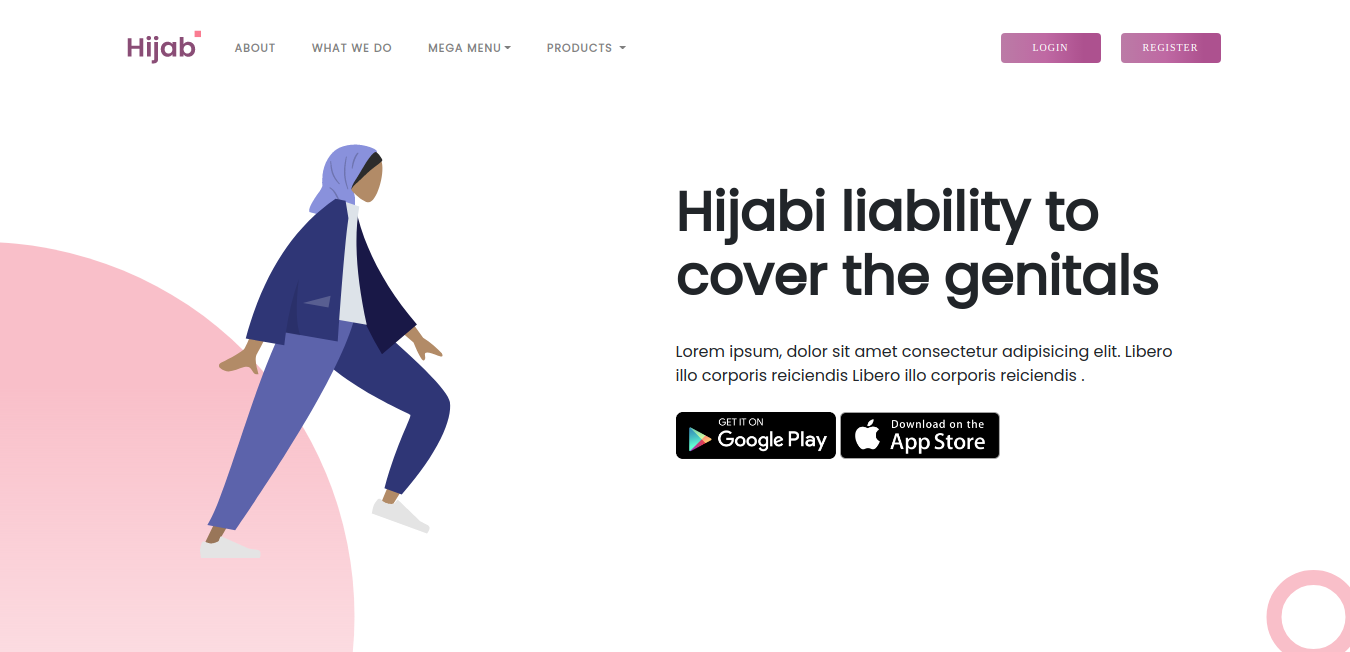 Hijab
ABOUT
WHAT WE DO
MEGA MENU
PRODUCTS
LOGIN
REGISTER
Hijabi liability to
cover the genitals
Lorem ipsum, dolor sit amet consectetur adipisicing elit. Libero
illo corporis reiciendis Libero illo corporis reiciendis .
GET IT ON
Google Play
Download on the
App Store